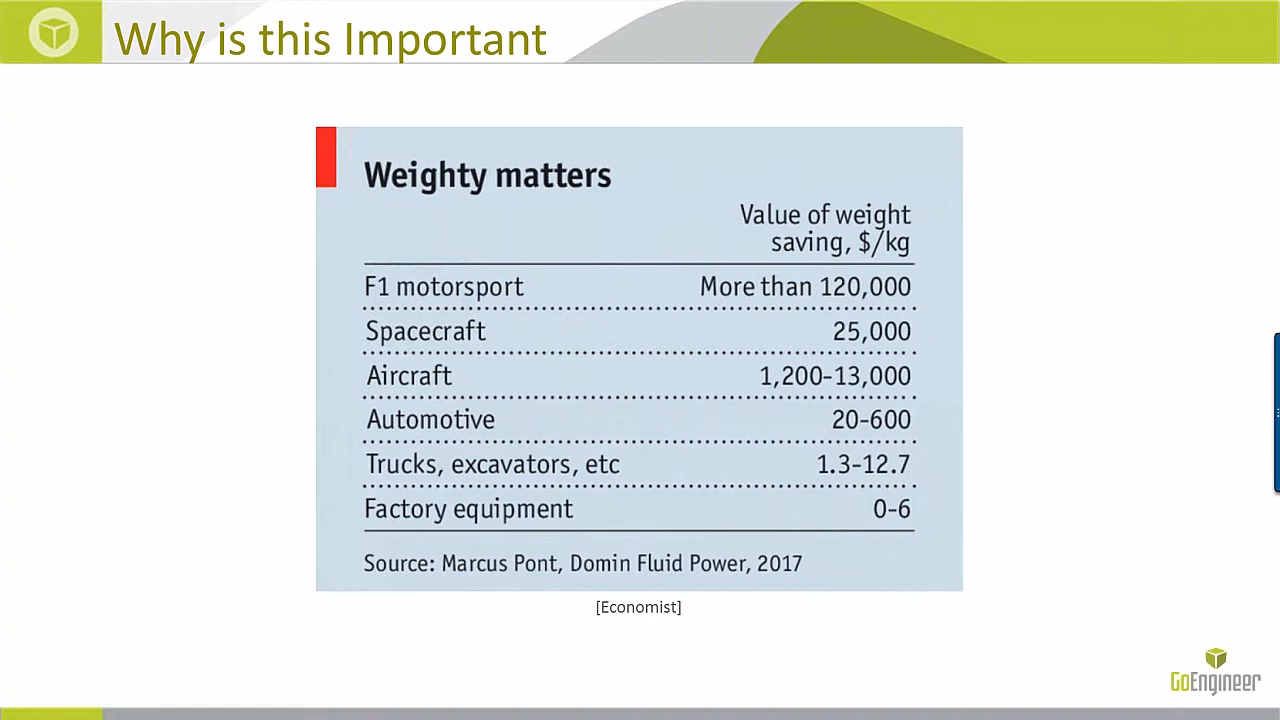 Why is this Important
Weighty matters
Value of weight
saving, $/kg
F1 motorsport More than 120,000
Spacecraft 25,000
Aircraft 1,200-13,000
Automotive 20-600
Trucks, excavators, etc 1.3-12.7
Factory equipment 0-6
Source: Marcus Pont, Domin Fluid Power, 2017
[Economist]
GoEngineer